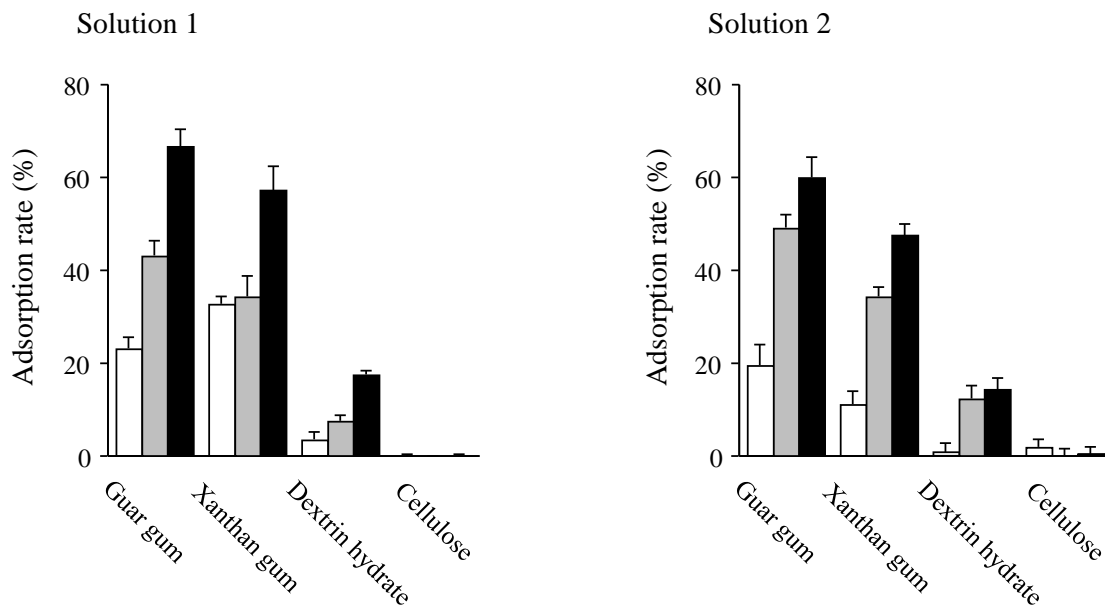 Solution 1
Adsorption rate (%)
80
60
40
20
0
Guar gum
Xanthan gum
Dextrin hydrate
Cellulose
Solution 2
Adsorption rate (%)
80
60
40
20
0
Guar gum
Xanthan gum
Dextrin hydrate
Cellulose